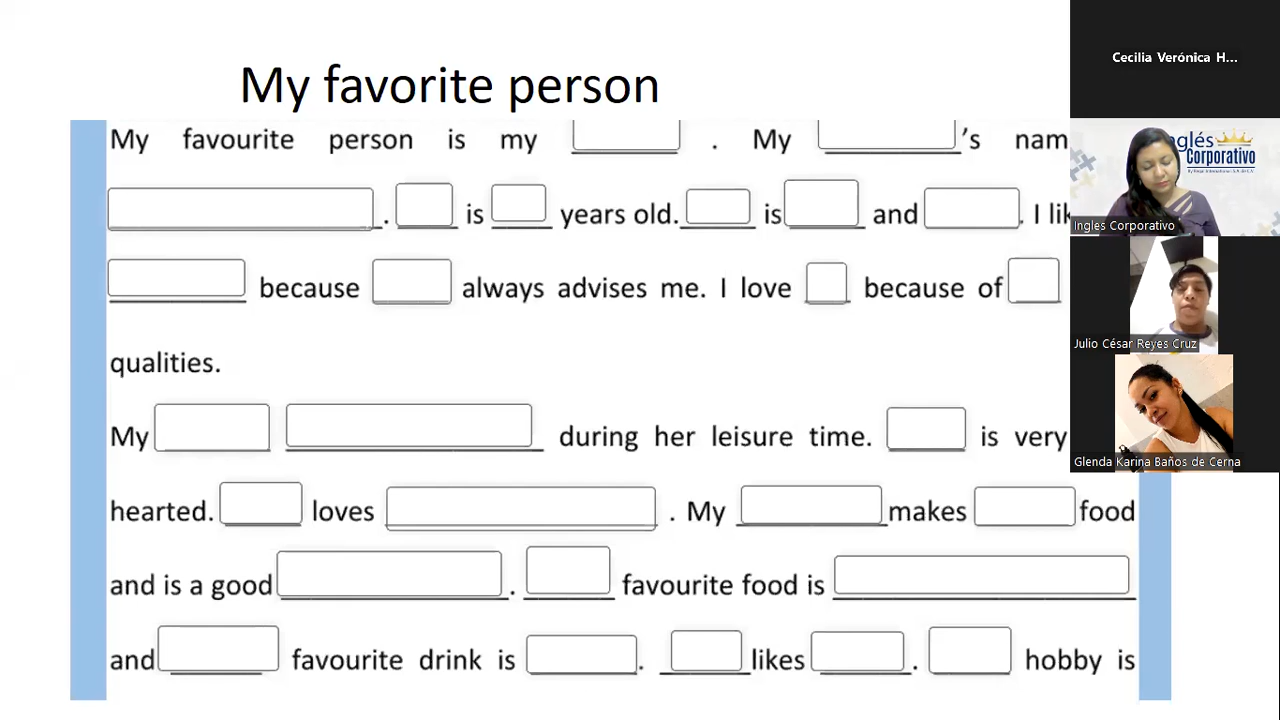 My favorite person
Cecilia Verónica H...
My favourite person is my . My 's nam
Inglés
Corporativo
. is years old. is and . I lik
Ingles Corporativo
because always advises me. I love because of
Julio César Reyes Cruz
qualities.
My during her leisure time. is very
Glenda Karina Baños de Cerna
hearted. loves . My makes food
and is a good . favourite food is
and favourite drink is . likes . hobby is